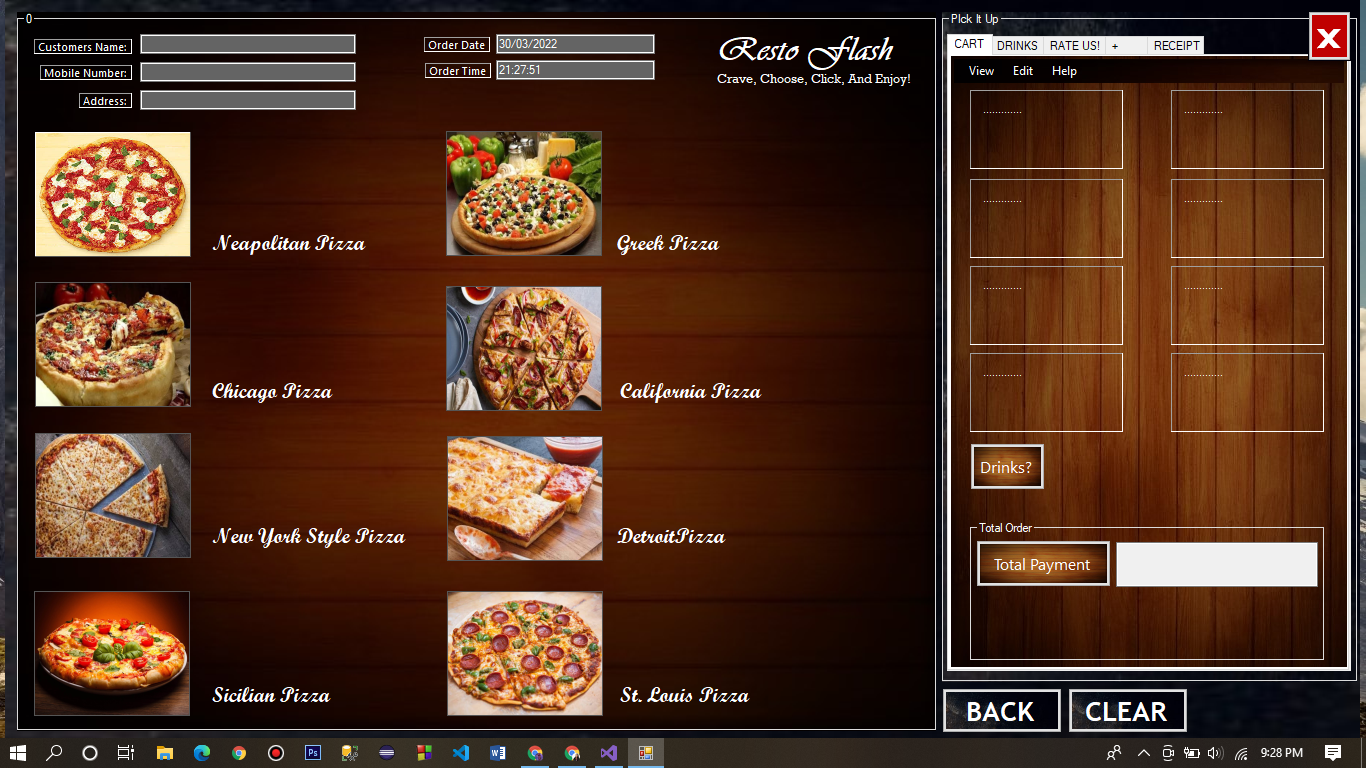 0
Customers Name:
Mobile Number:
Address:
Order Date 30/03/2022
Order Time 21:27:51
Resto Flash
Crave, Choose, Click, And Enjoy!
Neapolitan Pizza
Greek Pizza
Chicago Pizza
California Pizza
New York Style Pizza
DetroitPizza
Sicilian Pizza
St. Louis Pizza
PIck It Up
X
CART DRINKS RATE US! + RECEIPT
View Edit Help
............. .............
............. .............
............. .............
............. .............
Drinks?
Total Order
Total Payment
BACK CLEAR
Ps
9:28 PM